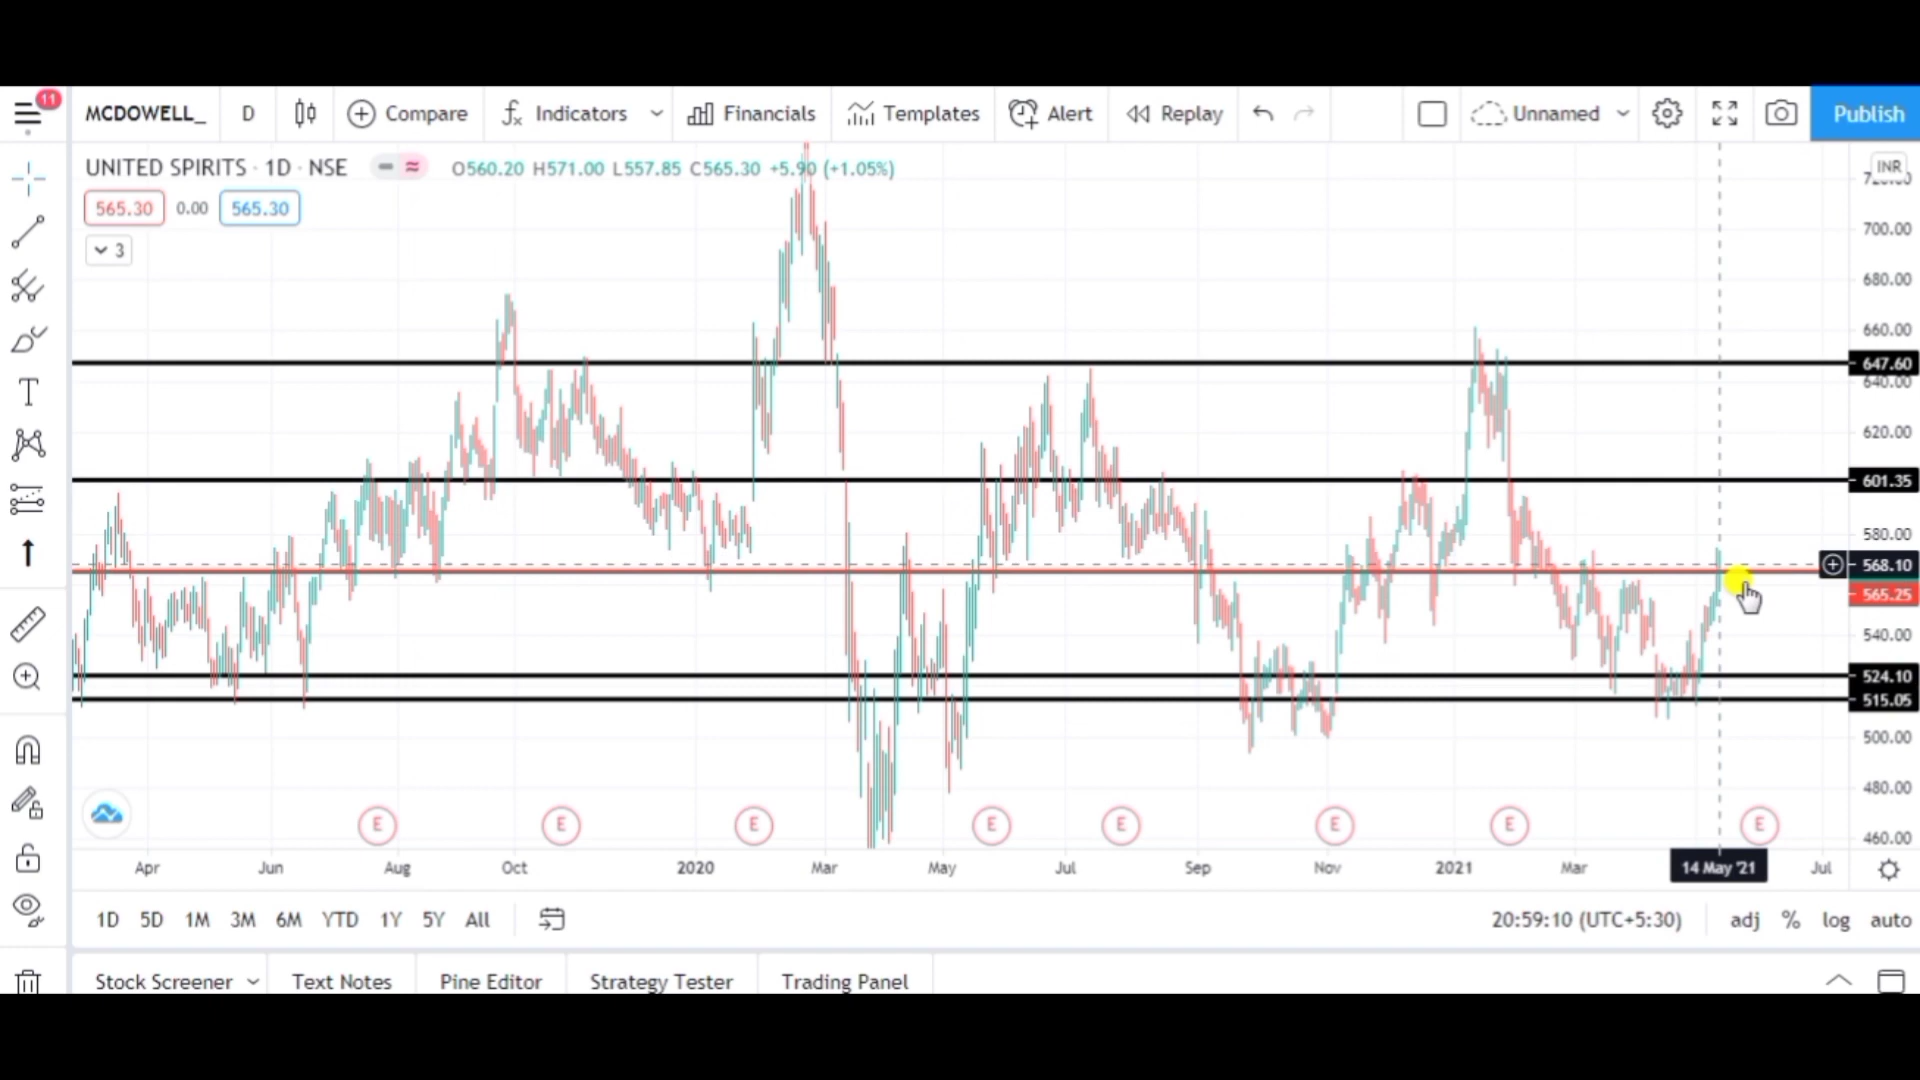 11
MCDOWELL_ D Compare Indicators Financials Templates Alert Replay Unnamed Publish
UNITED SPIRITS · 1D · NSE O560.20 H571.00 L557.85 C565.30 +5.90 (+1.05%)
INR
565.30 0.00 565.30
3
700.00
680.00
660.00
647.60
640.00
620.00
601.35
580.00
568.10
565.25
540.00
524.10
515.05
500.00
480.00
460.00
E E E E E E E E
Apr Jun Aug Oct 2020 Mar May Jul Sep Nov 2021 Mar 14 May '21 Jul
1D 5D 1M 3M 6M YTD 1Y 5Y All 20:59:10 (UTC+5:30) adj % log auto
Stock Screener Text Notes Pine Editor Strategy Tester Trading Panel